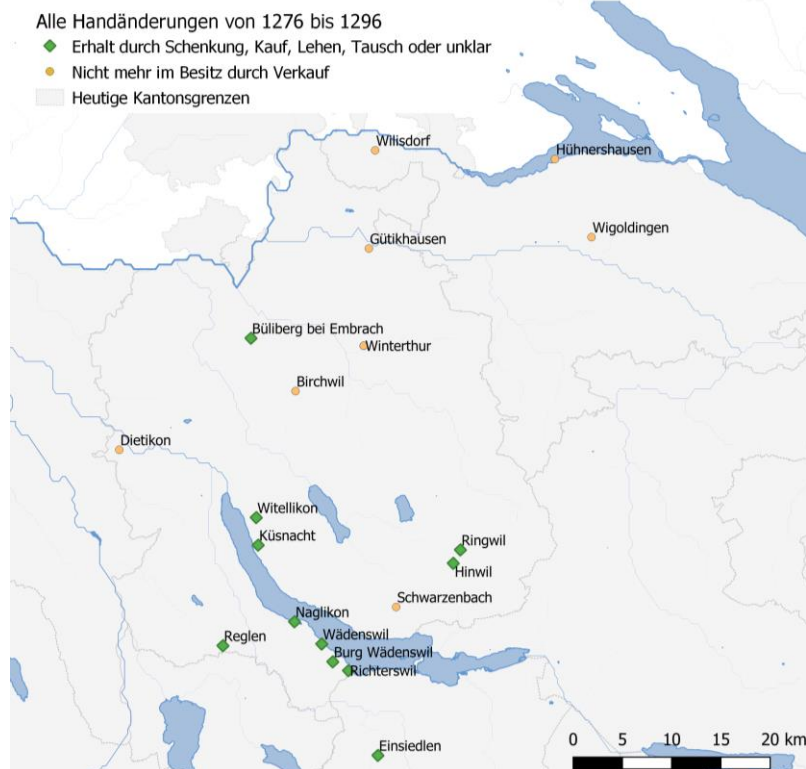 Alle Handänderungen von 1276 bis 1296
Erhalt durch Schenkung, Kauf, Lehen, Tausch oder unklar
Nicht mehr im Besitz durch Verkauf
Heutige Kantonsgrenzen
Wilisdorf
Hühnershausen
Wigoldingen
Gütikhausen
Büliberg bei Embrach
Winterthur
Birchwil
Dietikon
Witellikon
Küsnacht
Ringwil
Hinwil
Schwarzenbach
Naglikon
Reglen
Wädenswil
Burg Wädenswil
Richterswil
Einsiedlen
0 5 10 15 20 km